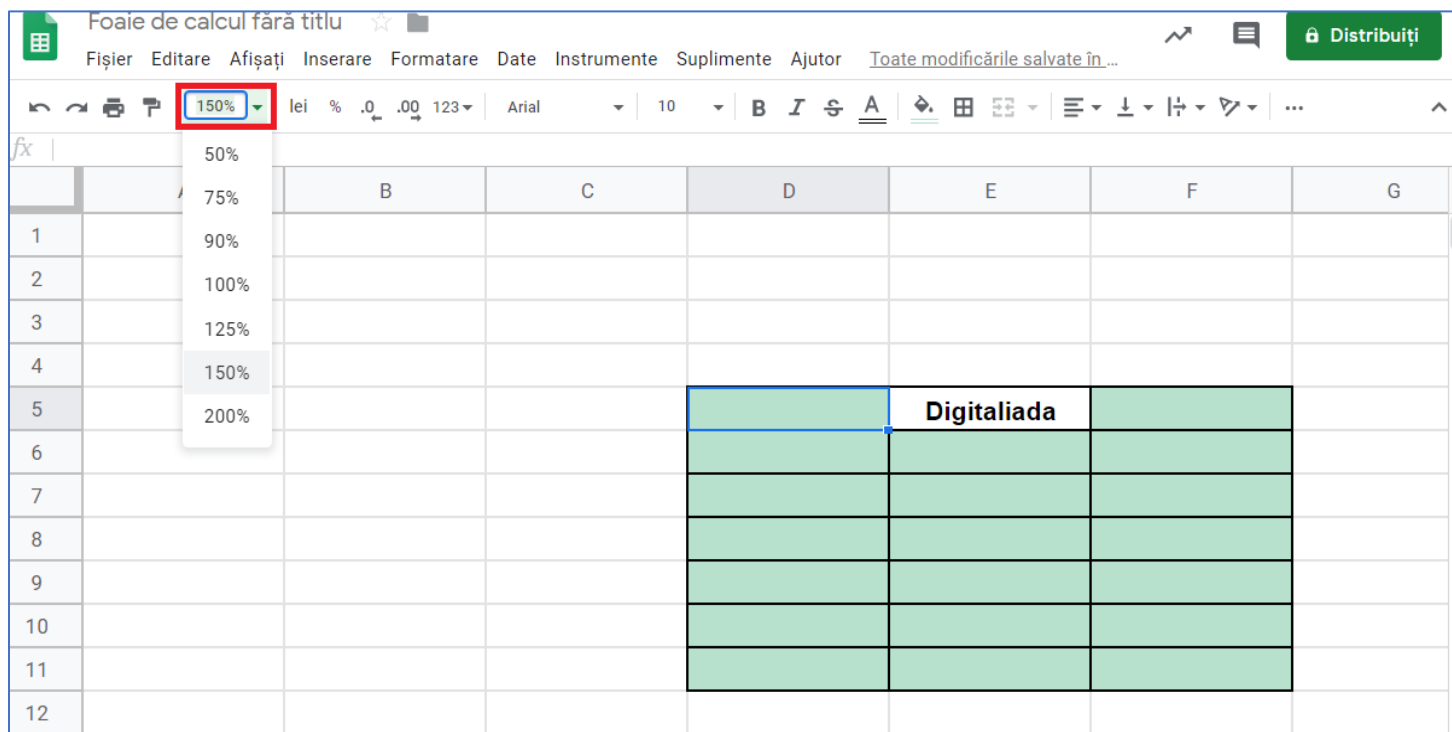 Foaie de calcul fără titlu
Distribuiți
Fișier Editare Afișați Inserare Formatare Date Instrumente Suplimente Ajutor Toate modificările salvate în ...
150% lei % .0 .00 123 Arial 10 B I S A ...
fx
50%
75%
90%
100%
125%
150%
200%
A B C D E F G
1
2
3
4
5 Digitaliada
6
7
8
9
10
11
12